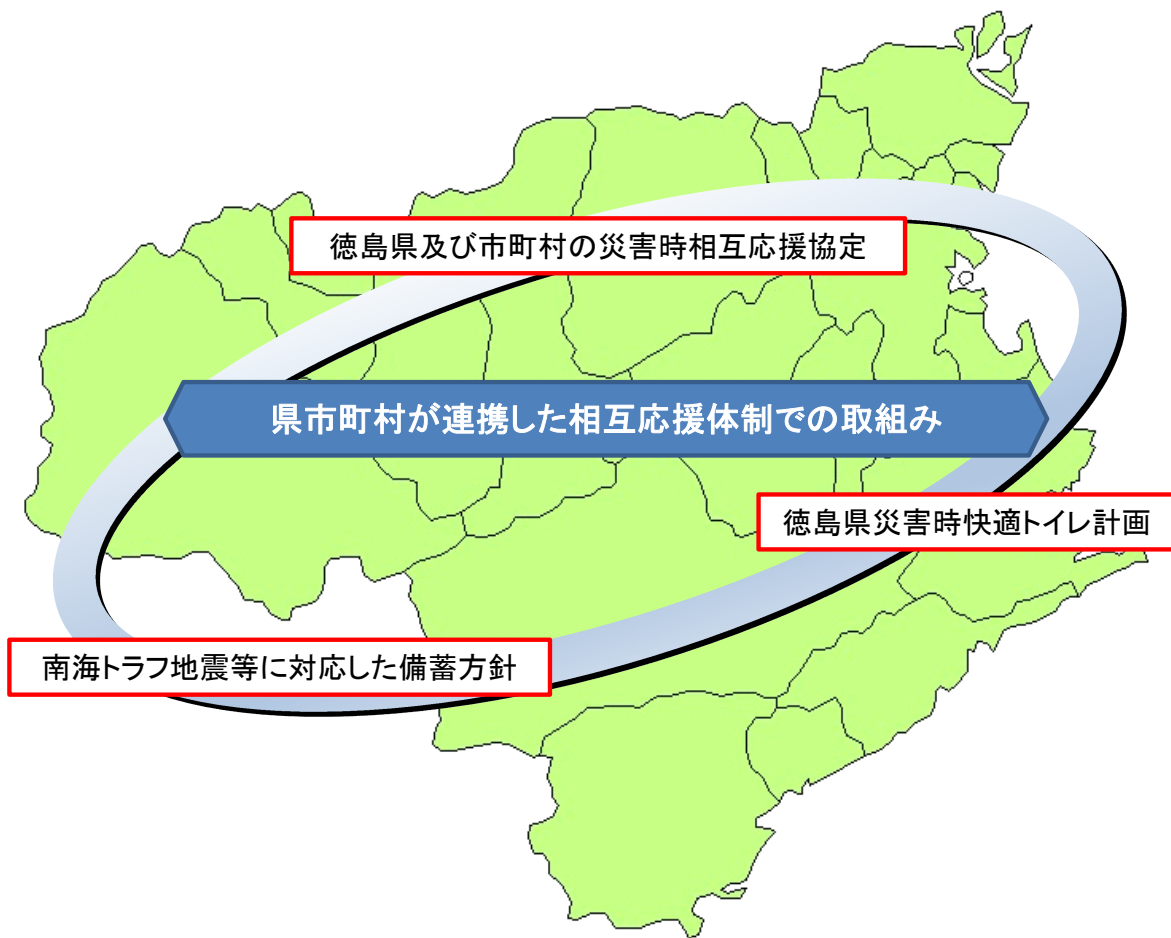 徳島県及び市町村の災害時相互応援協定
県市町村が連携した相互応援体制での取組み
徳島県災害時快適トイレ計画
南海トラフ地震等に対応した備蓄方針